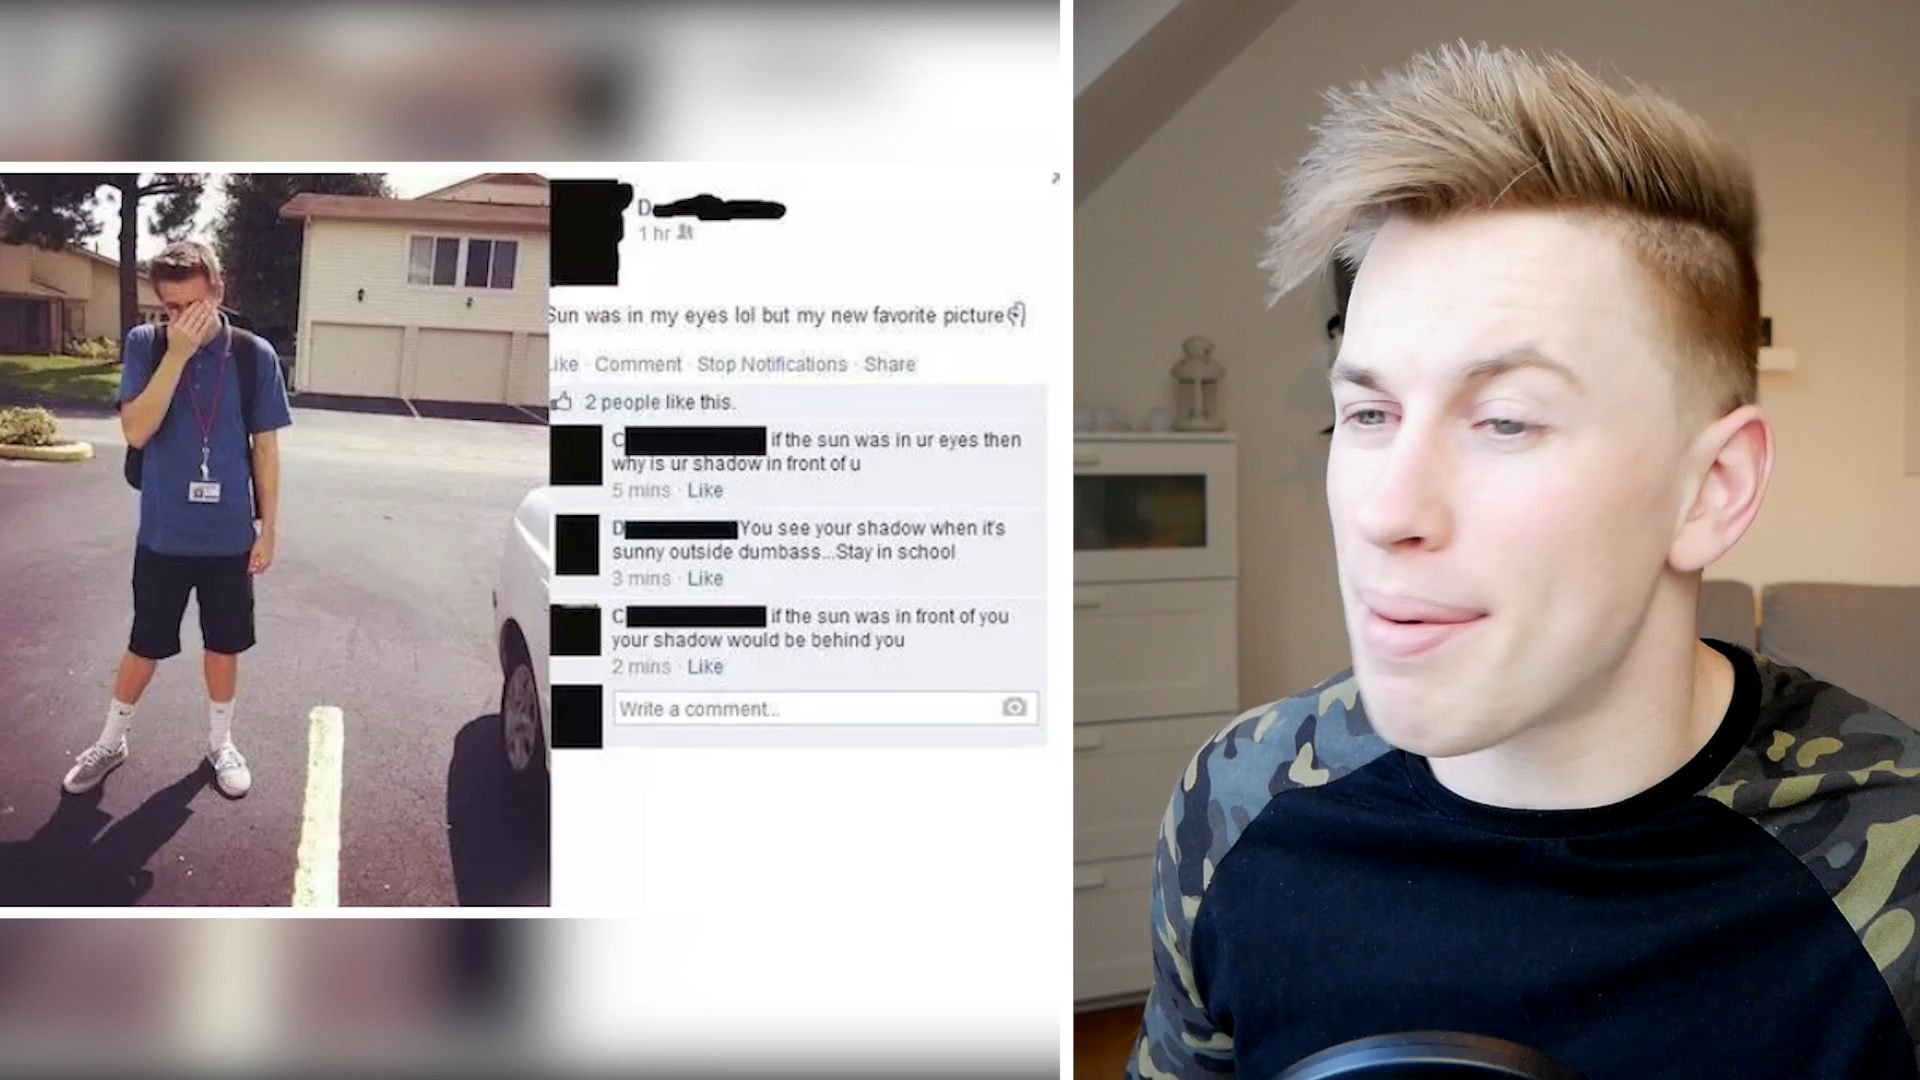 D
1 hr
Sun was in my eyes lol but my new favorite picture
Like · Comment · Stop Notifications · Share
2 people like this.
C if the sun was in ur eyes then
why is ur shadow in front of u
5 mins · Like
D You see your shadow when it's
sunny outside dumbass...Stay in school
3 mins · Like
C if the sun was in front of you
your shadow would be behind you
2 mins · Like
Write a comment...